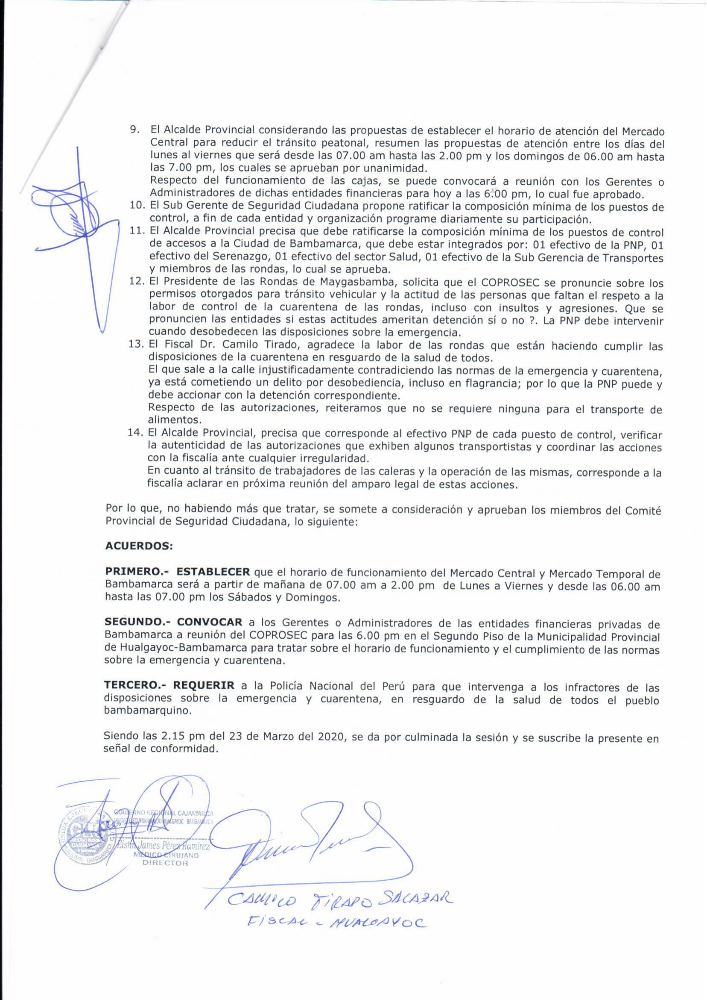 9. El Alcalde Provincial considerando las propuestas de establecer el horario de atención del Mercado
Central para reducir el tránsito peatonal, resumen las propuestas de atención entre los días del
lunes al viernes que será desde las 07.00 am hasta las 2.00 pm y los domingos de 06.00 am hasta
las 7.00 pm, los cuales se aprueban por unanimidad.
Respecto del funcionamiento de las cajas, se puede convocará a reunión con los Gerentes o
Administradores de dichas entidades financieras para hoy a las 6:00 pm, lo cual fue aprobado.
10. El Sub Gerente de Seguridad Ciudadana propone ratificar la composición mínima de los puestos de
control, a fin de cada entidad y organización programe diariamente su participación.
11. El Alcalde Provincial precisa que debe ratificarse la composición mínima de los puestos de control
de accesos a la Ciudad de Bambamarca, que debe estar integrados por: 01 efectivo de la PNP, 01
efectivo del Serenazgo, 01 efectivo del sector Salud, 01 efectivo de la Sub Gerencia de Transportes
y miembros de las rondas, lo cual se aprueba.
12. El Presidente de las Rondas de Maygasbamba, solicita que el COPROSEC se pronuncie sobre los
permisos otorgados para tránsito vehicular y la actitud de las personas que faltan el respeto a la
labor de control de la cuarentena de las rondas, incluso con insultos y agresiones. Que se
pronuncien las entidades si estas actitudes ameritan detención sí o no ?. La PNP debe intervenir
cuando desobedecen las disposiciones sobre la emergencia.
13. El Fiscal Dr. Camilo Tirado, agradece la labor de las rondas que están haciendo cumplir las
disposiciones de la cuarentena en resguardo de la salud de todos.
El que sale a la calle injustificadamente contradiciendo las normas de la emergencia y cuarentena,
ya está cometiendo un delito por desobediencia, incluso en flagrancia; por lo que la PNP puede y
debe accionar con la detención correspondiente.
Respecto de las autorizaciones, reiteramos que no se requiere ninguna para el transporte de
alimentos.
14. El Alcalde Provincial, precisa que corresponde al efectivo PNP de cada puesto de control, verificar
la autenticidad de las autorizaciones que exhiben algunos transportistas y coordinar las acciones
con la fiscalía ante cualquier irregularidad.
En cuanto al tránsito de trabajadores de las caleras y la operación de las mismas, corresponde a la
fiscalía aclarar en próxima reunión del amparo legal de estas acciones.
Por lo que, no habiendo más que tratar, se somete a consideración y aprueban los miembros del Comité
Provincial de Seguridad Ciudadana, lo siguiente:
ACUERDOS:
PRIMERO.- ESTABLECER que el horario de funcionamiento del Mercado Central y Mercado Temporal de
Bambamarca será a partir de mañana de 07.00 am a 2.00 pm de Lunes a Viernes y desde las 06.00 am
hasta las 07.00 pm los Sábados y Domingos.
SEGUNDO.- CONVOCAR a los Gerentes o Administradores de las entidades financieras privadas de
Bambamarca a reunión del COPROSEC para las 6.00 pm en el Segundo Piso de la Municipalidad Provincial
de Hualgayoc-Bambamarca para tratar sobre el horario de funcionamiento y el cumplimiento de las normas
sobre la emergencia y cuarentena.
TERCERO.- REQUERIR a la Policía Nacional del Perú para que intervenga a los infractores de las
disposiciones sobre la emergencia y cuarentena, en resguardo de la salud de todos el pueblo
bambamarquino.
Siendo las 2.15 pm del 23 de Marzo del 2020, se da por culminada la sesión y se suscribe la presente en
señal de conformidad.
GOBIERNO REGIONAL CAJAMARCA
UNIDAD EJECUTORA SALUD HUALGAYOC - BAMBAMARCA
James Pérez Ramírez
MÉDICO CIRUJANO
DIRECTOR
GOBIERNO REGIONAL
CAJAMARCA
CAMILO TIRADO SALAZAR
FISCAL - HUALGAYOC